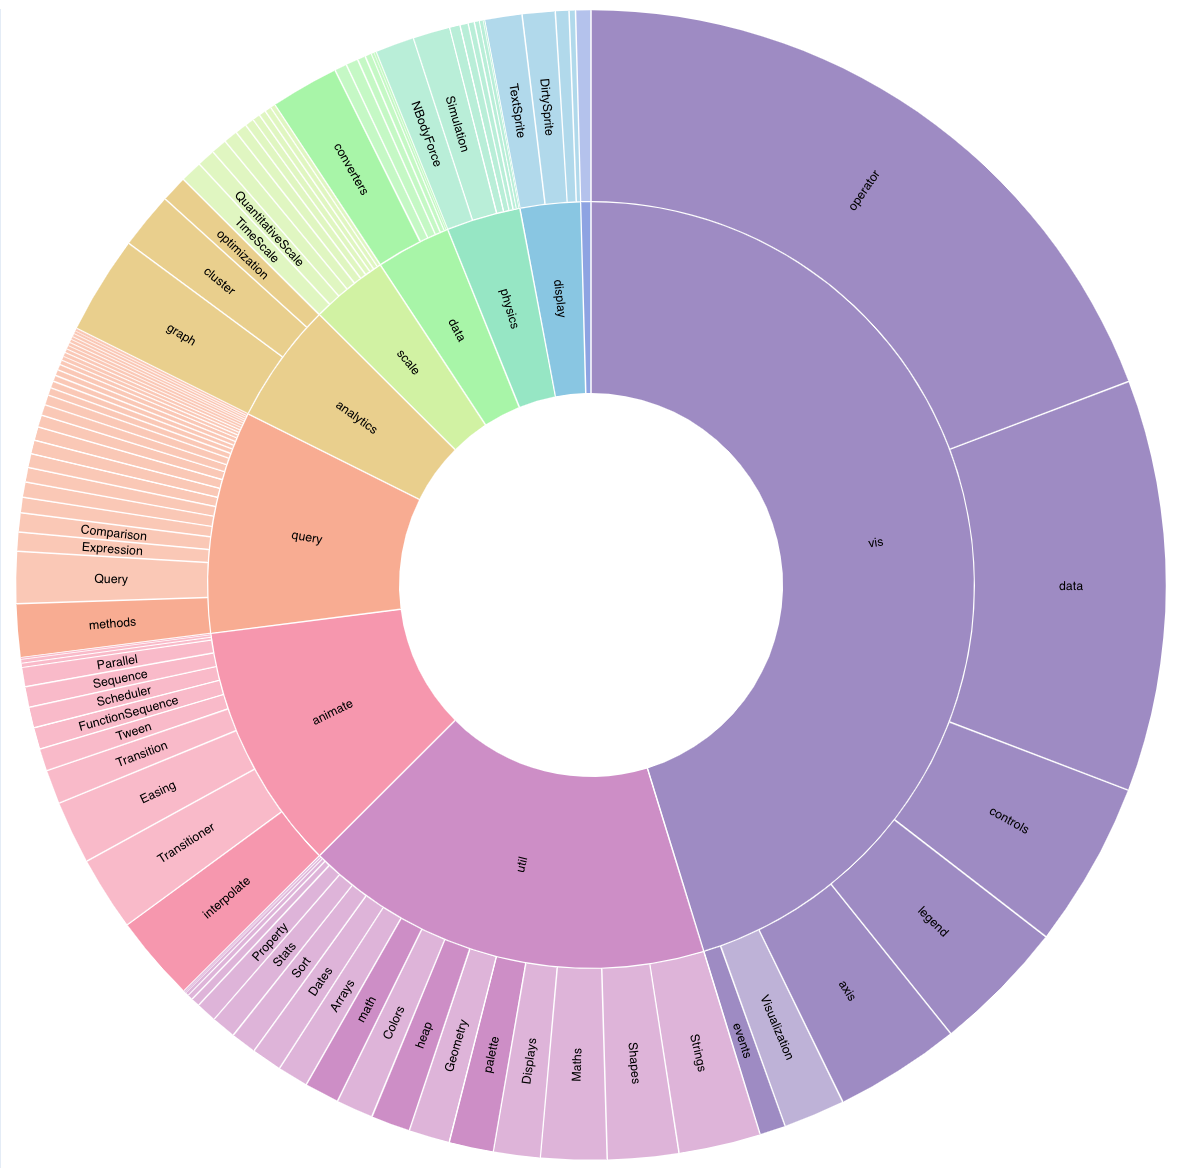 vis
operator
data
controls
legend
axis
Visualization
events
util
Strings
Shapes
Maths
Displays
palette
Geometry
heap
Colors
math
Arrays
Dates
Sort
Stats
Property
animate
interpolate
Transitioner
Easing
Transition
Tween
FunctionSequence
Scheduler
Sequence
Parallel
query
methods
Query
Expression
Comparison
analytics
graph
cluster
optimization
scale
TimeScale
QuantitativeScale
data
converters
physics
NBodyForce
Simulation
display
TextSprite
DirtySprite